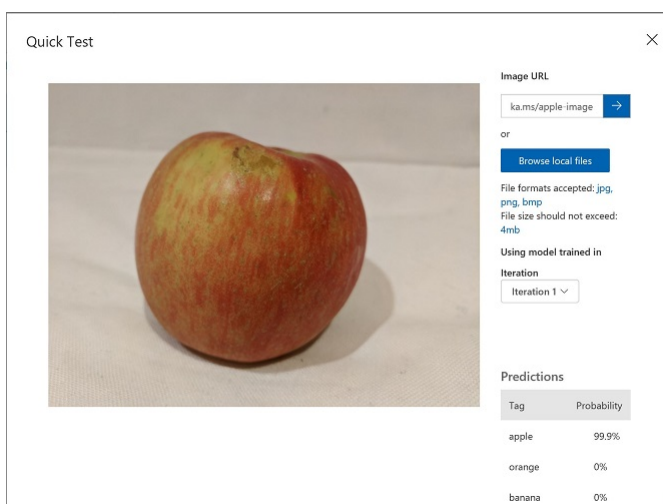 Quick Test
Image URL
ka.ms/apple-image
or
Browse local files
File formats accepted: jpg,
png, bmp
File size should not exceed:
4mb
Using model trained in
Iteration
Iteration 1
Predictions
Tag Probability
apple 99.9%
orange 0%
banana 0%